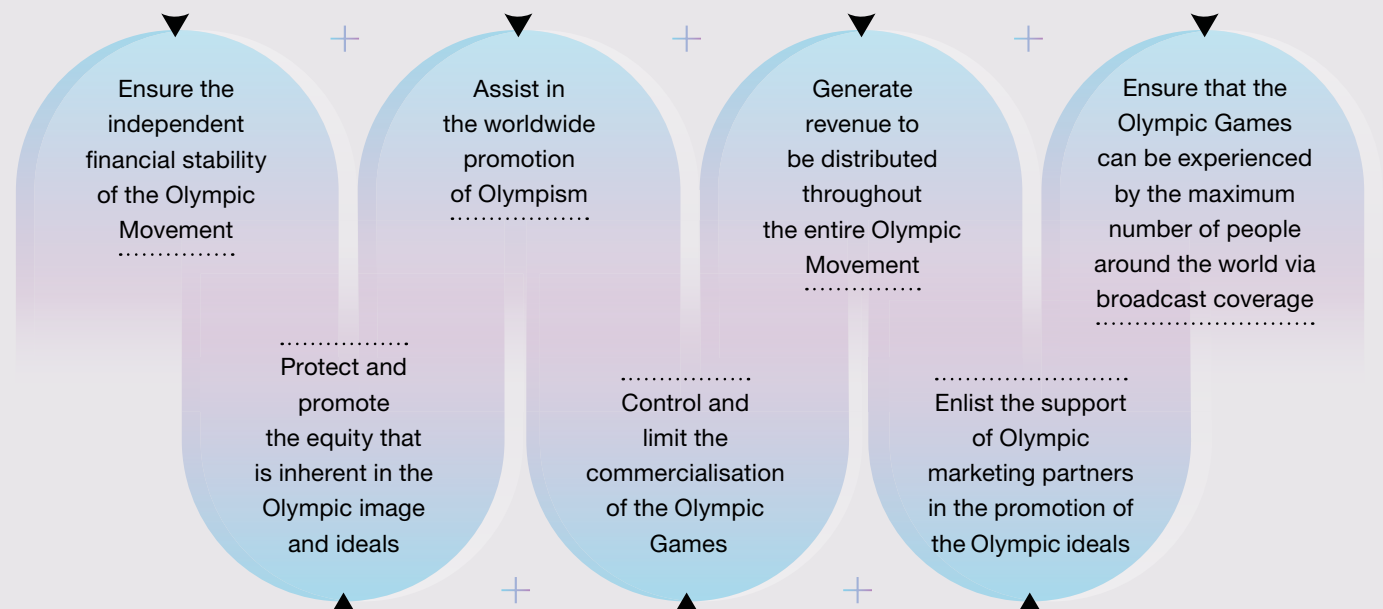 Ensure the
independent
financial stability
of the Olympic
Movement
Assist in
the worldwide
promotion
of Olympism
Generate
revenue to
be distributed
throughout
the entire Olympic
Movement
Ensure that the
Olympic Games
can be experienced
by the maximum
number of people
around the world via
broadcast coverage
Protect and
promote
the equity that
is inherent in the
Olympic image
and ideals
Control and
limit the
commercialisation
of the Olympic
Games
Enlist the support
of Olympic
marketing partners
in the promotion of
the Olympic ideals